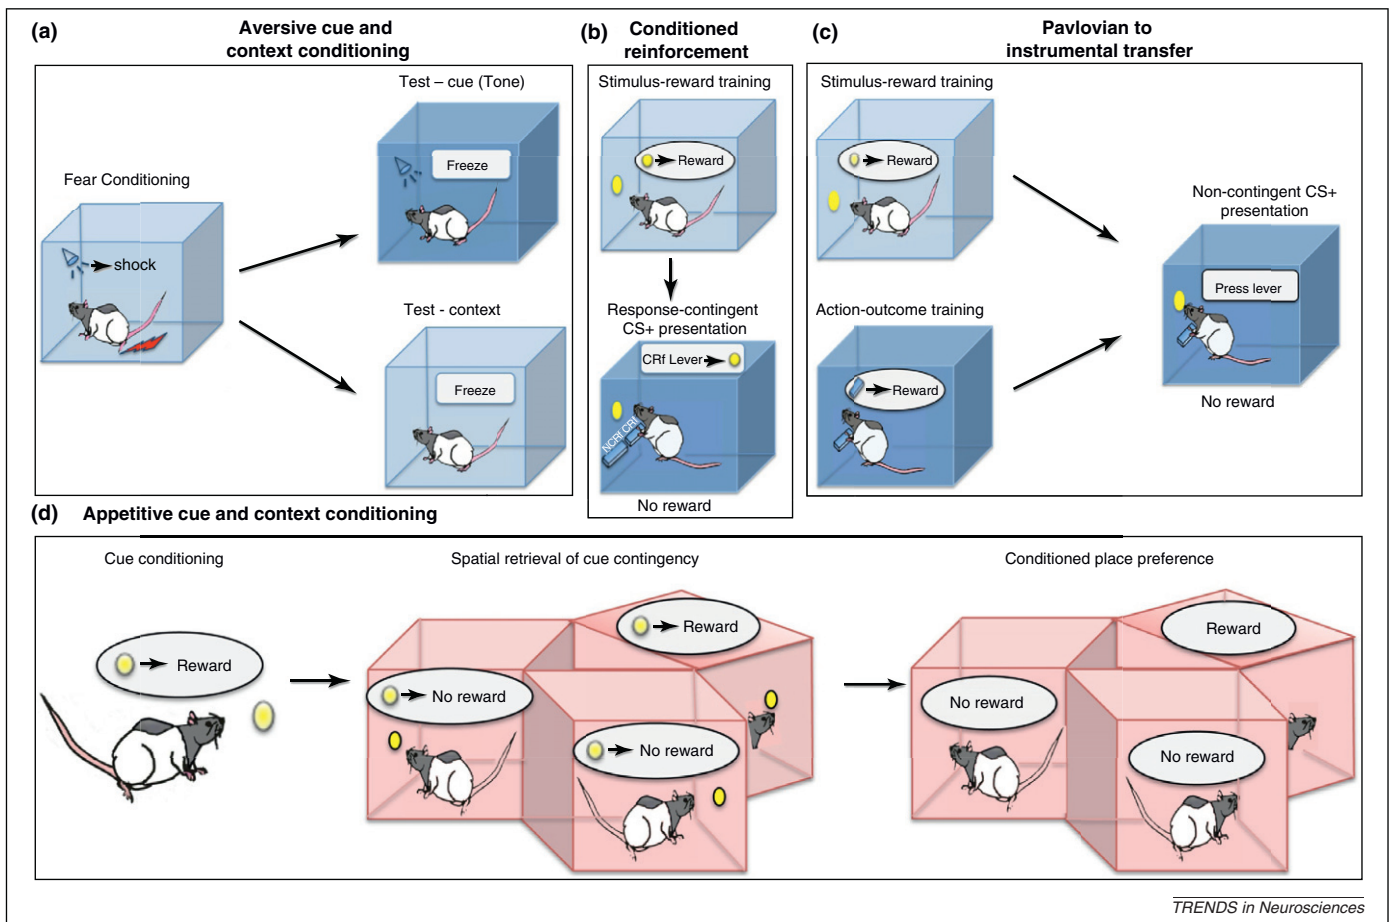 (a)
Aversive cue and
context conditioning
Fear Conditioning
shock
Test – cue (Tone)
Freeze
Test - context
Freeze
(b)
Conditioned
reinforcement
Stimulus-reward training
Reward
Response-contingent
CS+ presentation
CRf Lever
NCRf CRf
No reward
(c)
Pavlovian to
instrumental transfer
Stimulus-reward training
Reward
Action-outcome training
Reward
Non-contingent CS+
presentation
Press lever
No reward
(d)
Appetitive cue and context conditioning
Cue conditioning
Reward
Spatial retrieval of cue contingency
Reward
No reward
No reward
Conditioned place preference
Reward
No reward
No reward
TRENDS in Neurosciences